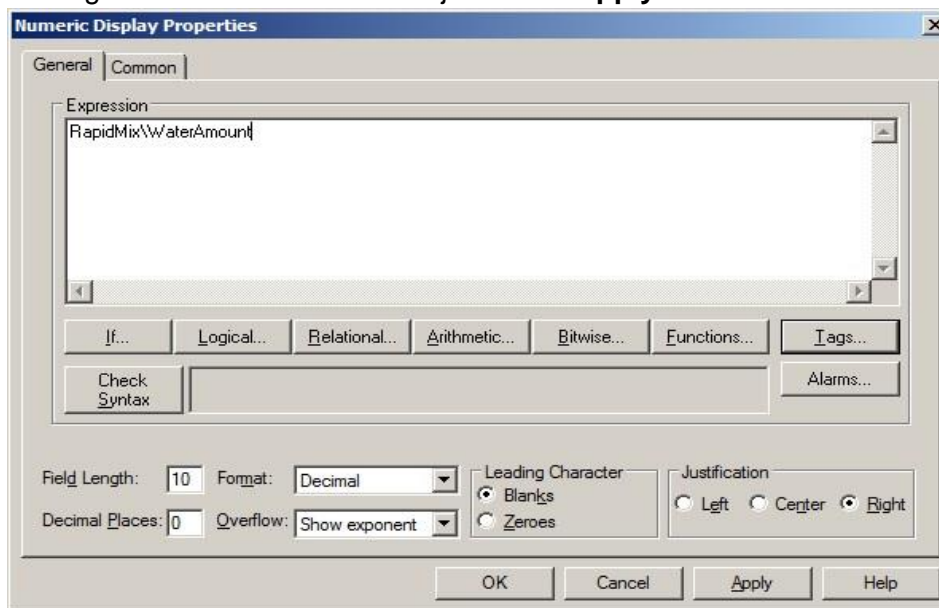 Numeric Display Properties
General Common
Expression
RapidMix\WaterAmount
If... Logical... Relational... Arithmetic... Bitwise... Functions... Tags...
Check Syntax Alarms...
Field Length: 10 Format: Decimal Leading Character Justification
Blanks Left Center Right
Decimal Places: 0 Overflow: Show exponent Zeroes
OK Cancel Apply Help